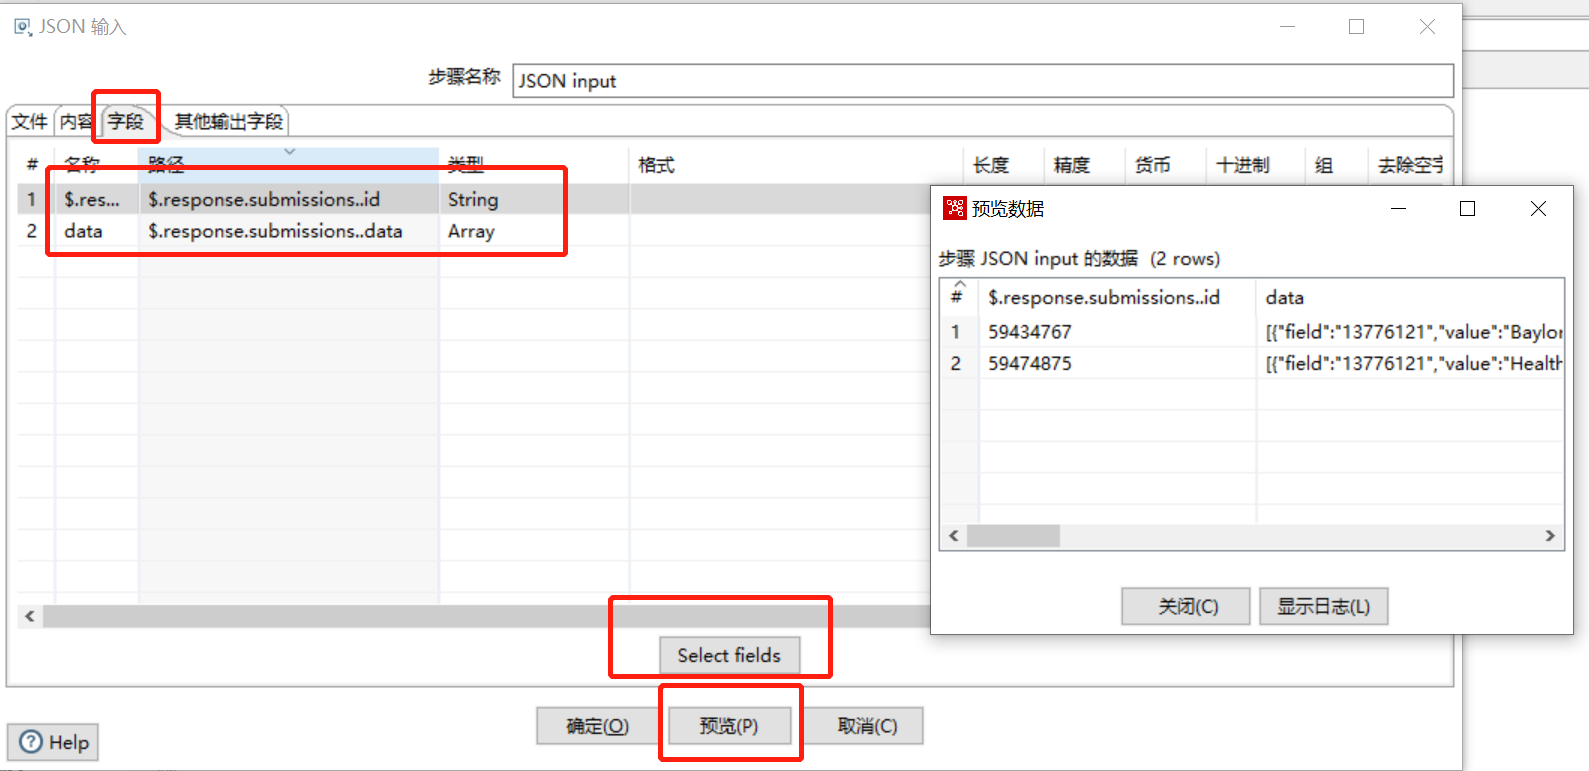 JSON 输入
步骤名称 JSON input
文件 内容 字段 其他输出字段
# 名称 路径 类型 格式 长度 精度 货币 十进制 组 去除空字
1 $.res... $.response.submissions..id String
2 data $.response.submissions..data Array
Select fields
确定(O) 预览(P) 取消(C)
Help
预览数据
步骤 JSON input 的数据 (2 rows)
# $.response.submissions..id data
1 59434767 [{"field":"13776121","value":"Baylor
2 59474875 [{"field":"13776121","value":"Health
关闭(C) 显示日志(L)